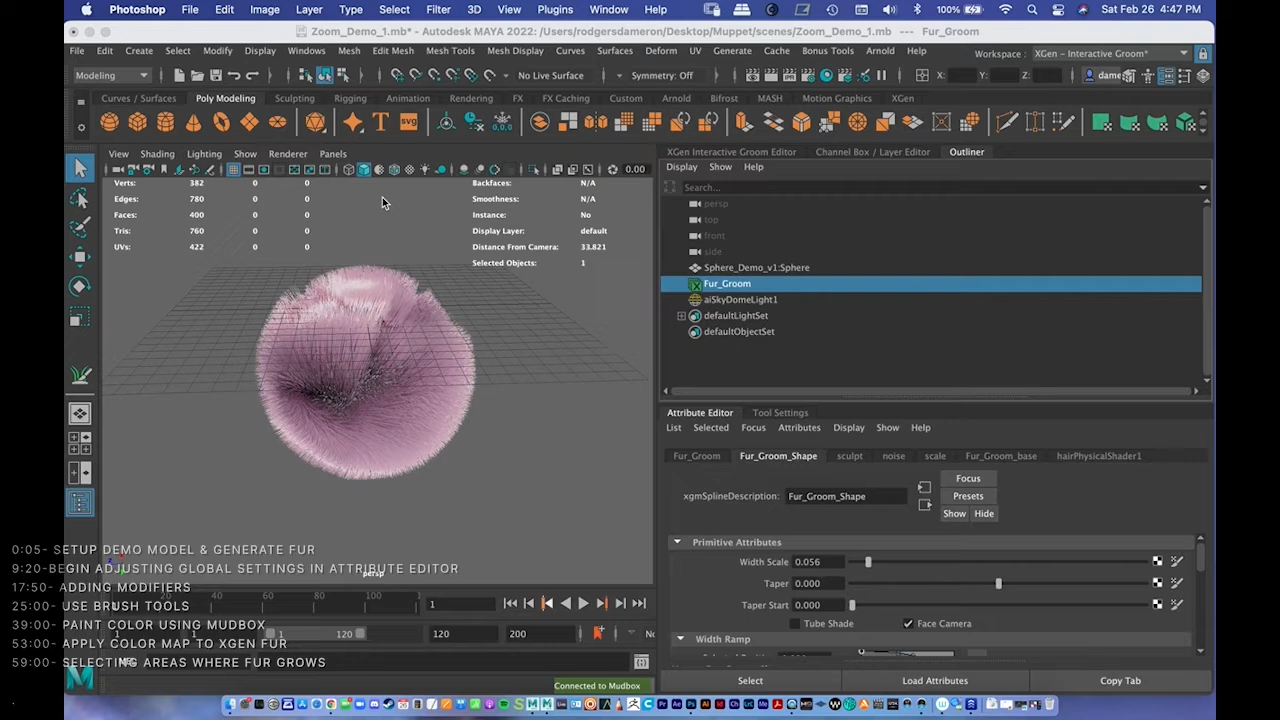 Photoshop File Edit Image Layer Type Select Filter 3D View Plugins Window Help 100% Sat Feb 26 4:47 PM
Zoom_Demo_1.mb* - Autodesk MAYA 2022: /Users/rodgersdameron/Desktop/Muppet/scenes/Zoom_Demo_1.mb* --- Fur_Groom
File Edit Create Select Modify Display Windows Mesh Edit Mesh Mesh Tools Mesh Display Curves Surfaces Deform UV Generate Cache Bonus Tools Arnold Help Workspace : XGen - Interactive Groom*
Modeling No Live Surface Symmetry: Off X: Y: Z: dame
Curves / Surfaces Poly Modeling Sculpting Rigging Animation Rendering FX FX Caching Custom Arnold Bifrost MASH Motion Graphics XGen
View Shading Lighting Show Renderer Panels
0.00
Verts: 382 0 0
Edges: 780 0 0
Faces: 400 0 0
Tris: 760 0 0
UVs: 422 0 0
Backfaces: N/A
Smoothness: N/A
Instance: No
Display Layer: default
Distance From Camera: 33.821
Selected Objects: 1
persp
XGen Interactive Groom Editor Channel Box / Layer Editor Outliner
Display Show Help
Search...
persp
top
front
side
Sphere_Demo_v1:Sphere
Fur_Groom
aiSkyDomeLight1
defaultLightSet
defaultObjectSet
Attribute Editor Tool Settings
List Selected Focus Attributes Display Show Help
Fur_Groom Fur_Groom_Shape sculpt noise scale Fur_Groom_base hairPhysicalShader1
xgmSplineDescription: Fur_Groom_Shape
Focus
Presets
Show Hide
Primitive Attributes
Width Scale 0.056
Taper 0.000
Taper Start 0.000
Tube Shade Face Camera
Width Ramp
Select Load Attributes Copy Tab
0:05- SETUP DEMO MODEL & GENERATE FUR
9:20-BEGIN ADJUSTING GLOBAL SETTINGS IN ATTRIBUTE EDITOR
17:50- ADDING MODIFIERS
25:00- USE BRUSH TOOLS
39:00- PAINT COLOR USING MUDBOX
53:00- APPLY COLOR MAP TO XGEN FUR
59:00- SELECTING AREAS WHERE FUR GROWS
20 40 60 80 100 1
1 1 120 120 200
Connected to Mudbox